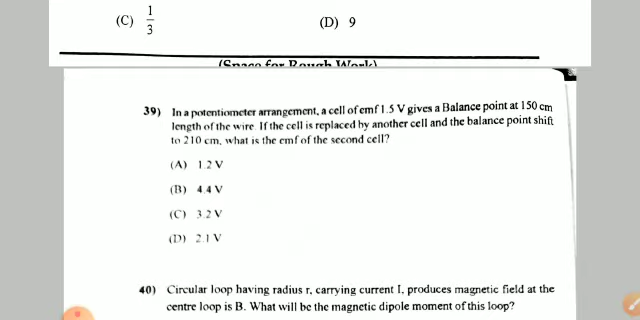 (C) 1/3 (D) 9
(Space for Rough Work)
39) In a potentiometer arrangement, a cell of emf 1.5 V gives a Balance point at 150 cm
length of the wire. If the cell is replaced by another cell and the balance point shift
to 210 cm, what is the emf of the second cell?
(A) 1.2 V
(B) 4.4 V
(C) 3.2 V
(D) 2.1 V
40) Circular loop having radius r, carrying current I, produces magnetic field at the
centre loop is B. What will be the magnetic dipole moment of this loop?